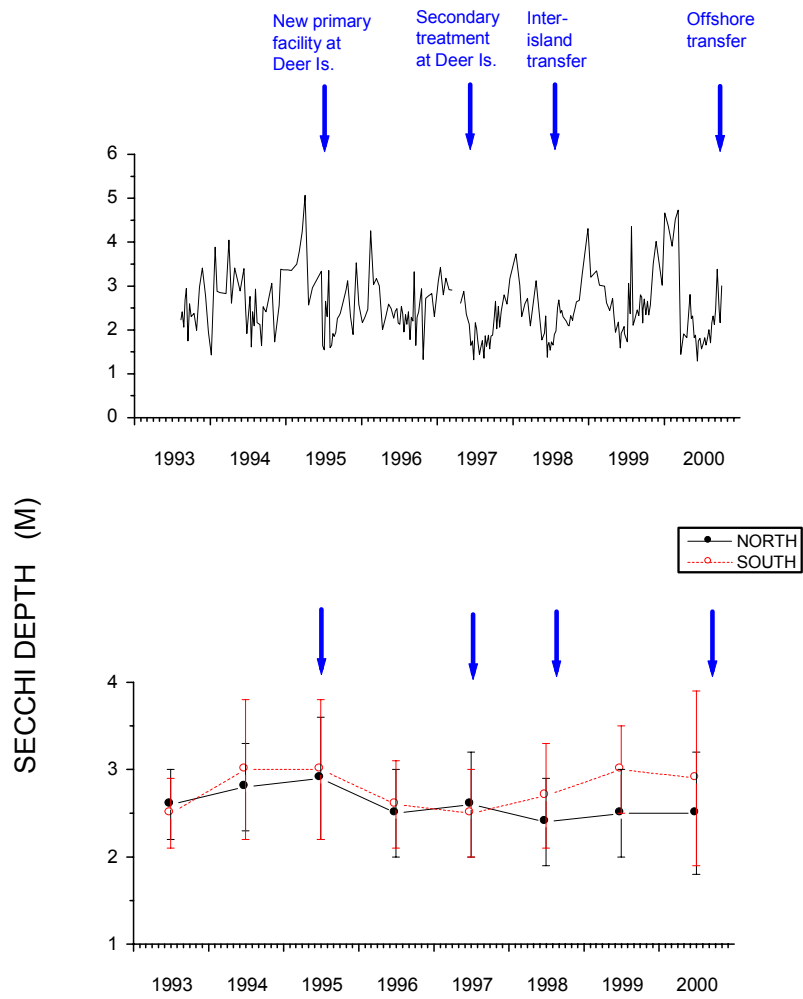 New primary
facility at
Deer Is.
Secondary
treatment
at Deer Is.
Inter-
island
transfer
Offshore
transfer
6
5
4
3
2
1
0
1993 1994 1995 1996 1997 1998 1999 2000
SECCHI DEPTH (M)
NORTH
SOUTH
4
3
2
1
1993 1994 1995 1996 1997 1998 1999 2000